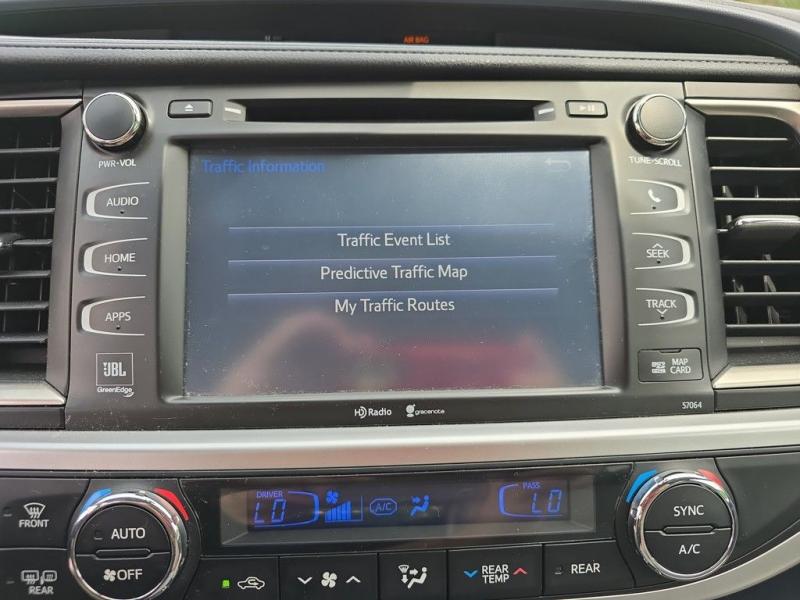 AIR BAG
PWR•VOL
TUNE•SCROLL
Traffic Information
AUDIO
HOME
APPS
Traffic Event List
Predictive Traffic Map
My Traffic Routes
SEEK
TRACK
MAP
CARD
JBL
GreenEdge
HD Radio
gracenote
57064
DRIVER
LO
A/C
PASS
LO
FRONT
REAR
AUTO
OFF
REAR
TEMP
REAR
SYNC
A/C